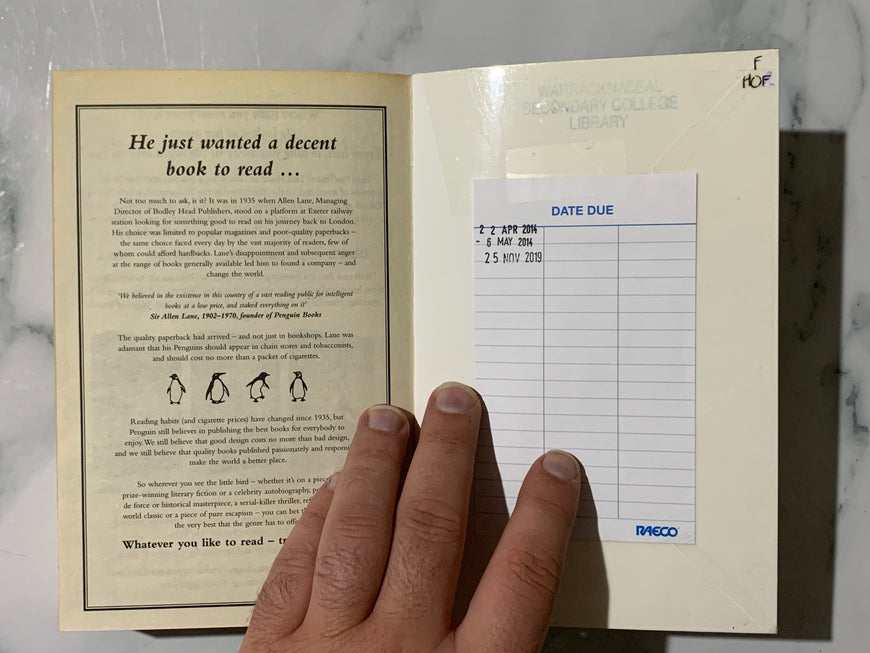 He just wanted a decent
book to read …
Not too much to ask, is it? It was in 1935 when Allen Lane, Managing
Director of Bodley Head Publishers, stood on a platform at Exeter railway
station looking for something good to read on his journey back to London.
His choice was limited to popular magazines and poor-quality paperbacks –
the same choice faced every day by the vast majority of readers, few of
whom could afford hardbacks. Lane's disappointment and subsequent anger
at the range of books generally available led him to found a company – and
change the world.
'We believed in the existence in this country of a vast reading public for intelligent
books at a low price, and staked everything on it'
Sir Allen Lane, 1902–1970, founder of Penguin Books
The quality paperback had arrived – and not just in bookshops. Lane was
adamant that his Penguins should appear in chain stores and tobacconists,
and should cost no more than a packet of cigarettes.
Reading habits (and cigarette prices) have changed since 1935, but
Penguin still believes in publishing the best books for everybody to
enjoy. We still believe that good design costs no more than bad design,
and we still believe that quality books published passionately and
make the world a better place.
So wherever you see the little bird – whether it's on a
prize-winning literary fiction or a celebrity autobiography,
de force or historical masterpiece, a serial-killer thriller,
world classic or a piece of pure escapism – you can bet
the very best that the genre has to
Whatever you like to read –
F
HOF
WARRACKNABEAL
SECONDARY COLLEGE
LIBRARY
DATE DUE
2 2 APR 2014
- 6 MAY 2014
2 5 NOV 2019
RAECO